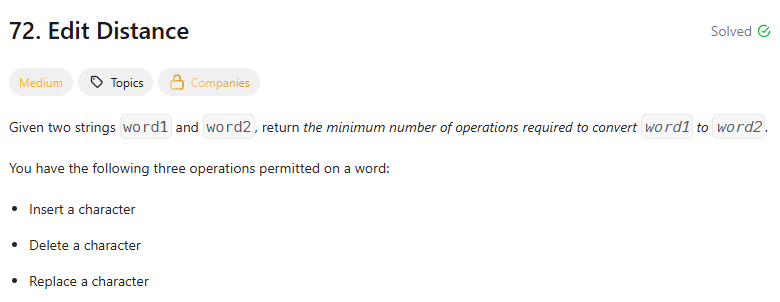 72. Edit Distance
Solved
Medium
Topics
Companies
Given two strings word1 and word2, return the minimum number of operations required to convert word1 to word2.
You have the following three operations permitted on a word:
• Insert a character
• Delete a character
• Replace a character